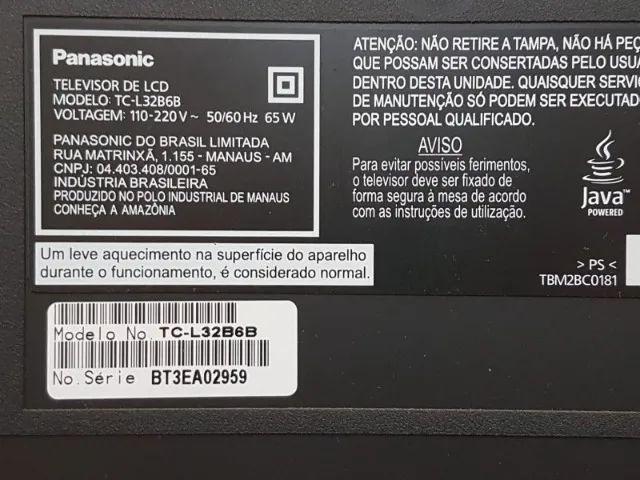 Panasonic
TELEVISOR DE LCD
MODELO: TC-L32B6B
VOLTAGEM: 110-220V ~ 50/60 Hz 65 W
PANASONIC DO BRASIL LIMITADA
RUA MATRINXÃ, 1.155 - MANAUS - AM
CNPJ: 04.403.408/0001-65
INDÚSTRIA BRASILEIRA
PRODUZIDO NO POLO INDUSTRIAL DE MANAUS
CONHEÇA A AMAZÔNIA
ATENÇÃO: NÃO RETIRE A TAMPA, NÃO HÁ PEÇ
QUE POSSAM SER CONSERTADAS PELO USU
DENTRO DESTA UNIDADE. QUAISQUER SERVIÇ
DE MANUTENÇÃO SÓ PODEM SER EXECUTAD
POR PESSOAL QUALIFICADO.
AVISO
Para evitar possíveis ferimentos,
o televisor deve ser fixado de
forma segura à mesa de acordo
com as instruções de utilização.
Java
POWERED
> PS <
TBM2BC0181
Um leve aquecimento na superfície do aparelho
durante o funcionamento, é considerado normal.
Modelo No. TC-L32B6B
No.Série BT3EA02959